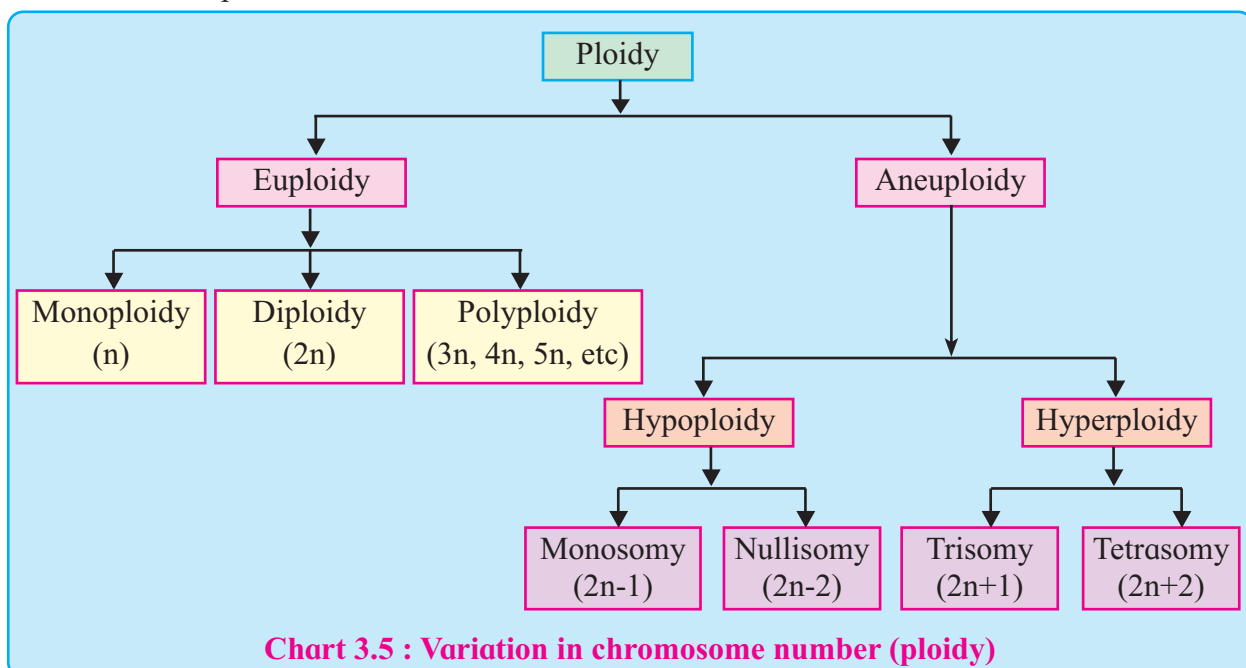 Ploidy
Euploidy
Aneuploidy
Monoploidy
(n)
Diploidy
(2n)
Polyploidy
(3n, 4n, 5n, etc)
Hypoploidy
Hyperploidy
Monosomy
(2n-1)
Nullisomy
(2n-2)
Trisomy
(2n+1)
Tetrasomy
(2n+2)
Chart 3.5 : Variation in chromosome number (ploidy)